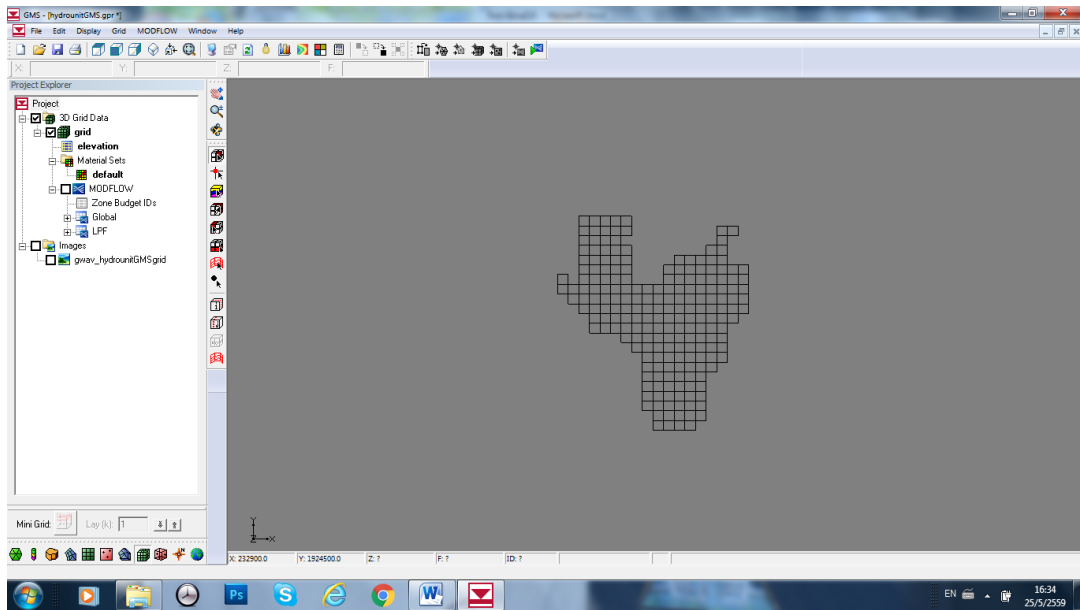 GMS - [hydrounitGMS.gpr *]
File Edit Display Grid MODFLOW Window Help
X: Y: Z: F:
Project Explorer
Project
3D Grid Data
grid
elevation
Material Sets
default
MODFLOW
Zone Budget IDs
Global
LPF
Images
gwav_hydrounitGMSgrid
Y
Z X
Mini Grid: Lay (k): 1
X: 232900.0 Y: 1924500.0 Z: ? F: ? ID: ?
Ps S W
EN 16:34
25/5/2559